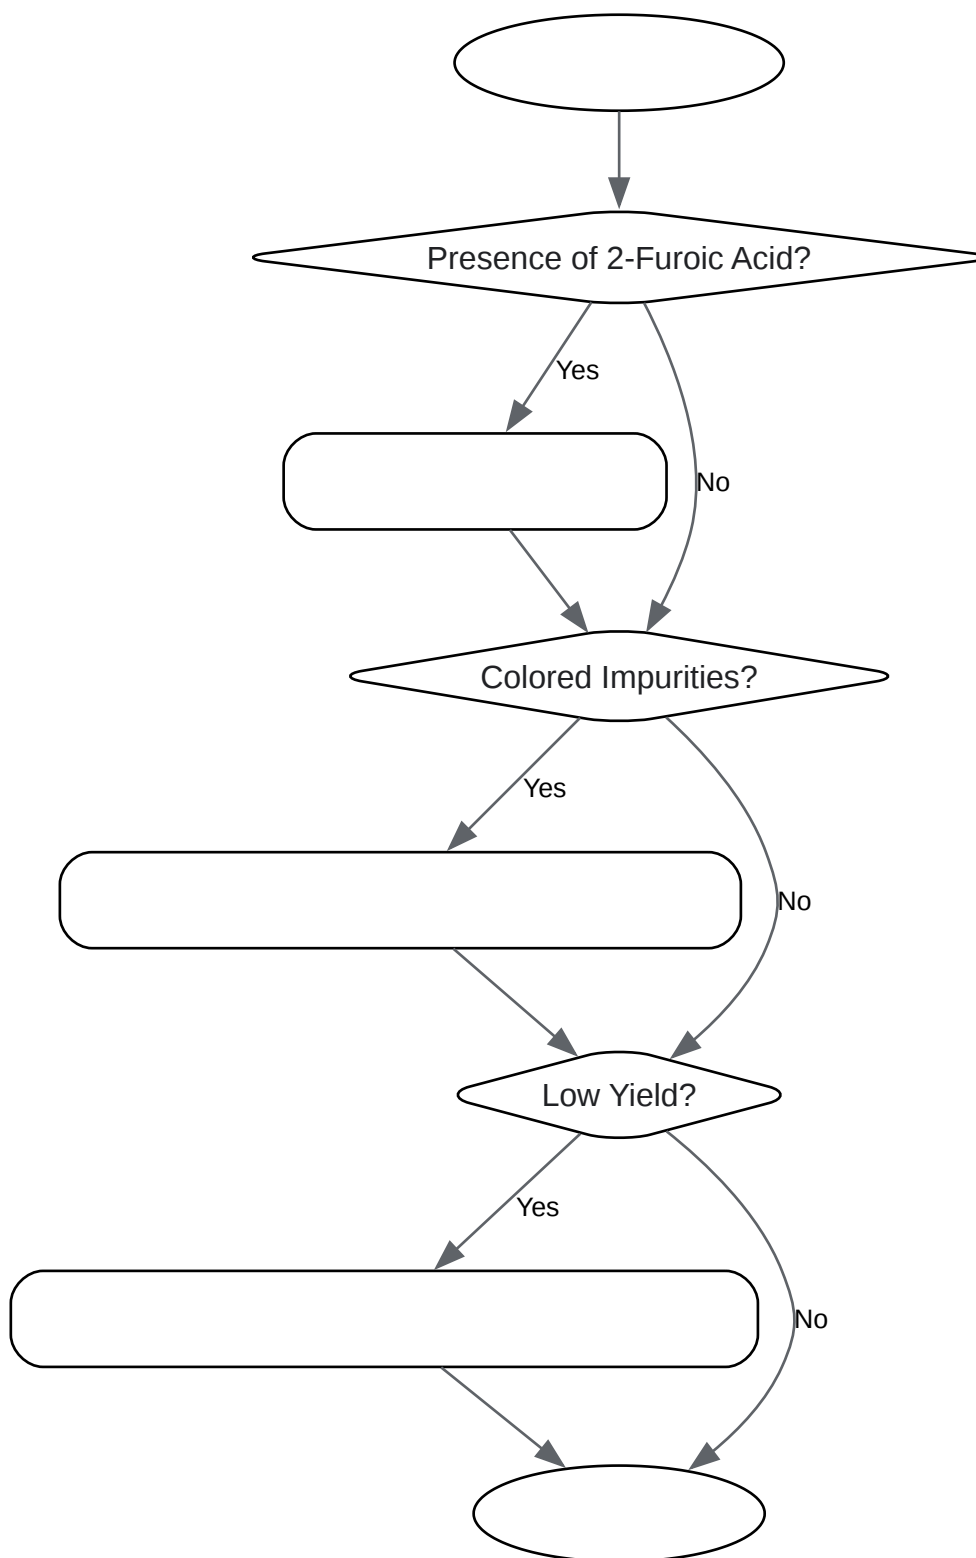 Presence of 2-Furoic Acid?
Yes
No
Colored Impurities?
Yes
No
Low Yield?
Yes
No